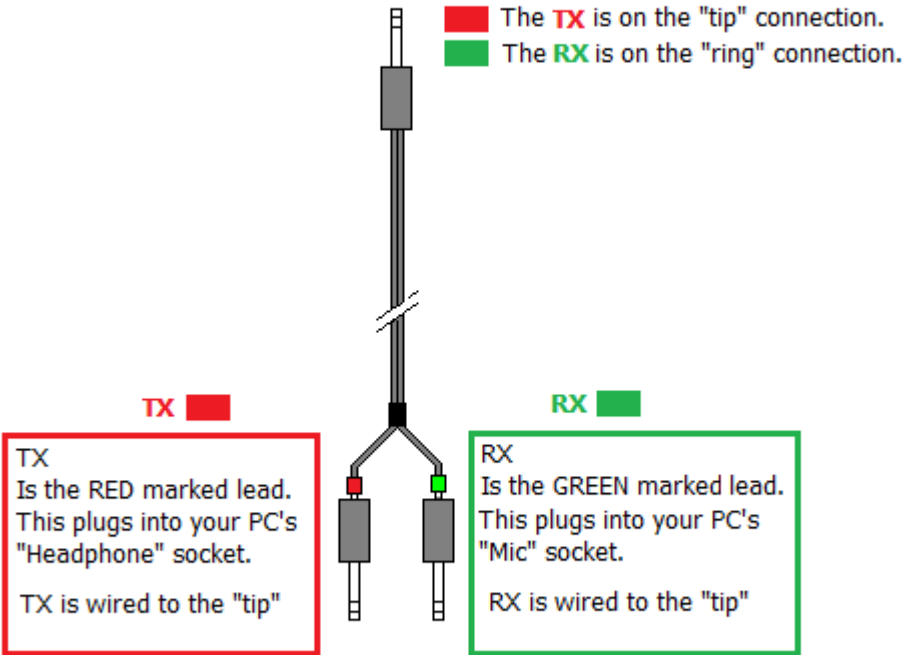 The TX is on the "tip" connection.
The RX is on the "ring" connection.
TX
RX
TX
Is the RED marked lead.
This plugs into your PC's
"Headphone" socket.
TX is wired to the "tip"
RX
Is the GREEN marked lead.
This plugs into your PC's
"Mic" socket.
RX is wired to the "tip"